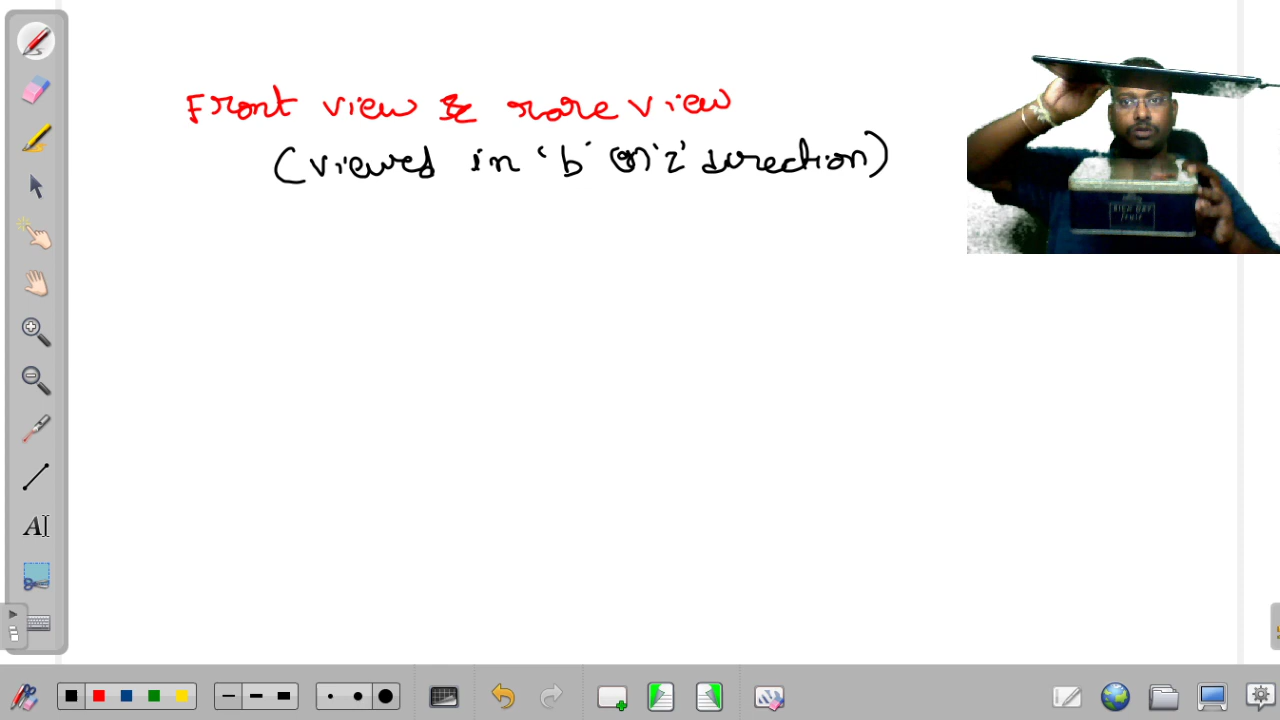 Front view & rare view
(viewed in 'b' or 'z' direction)